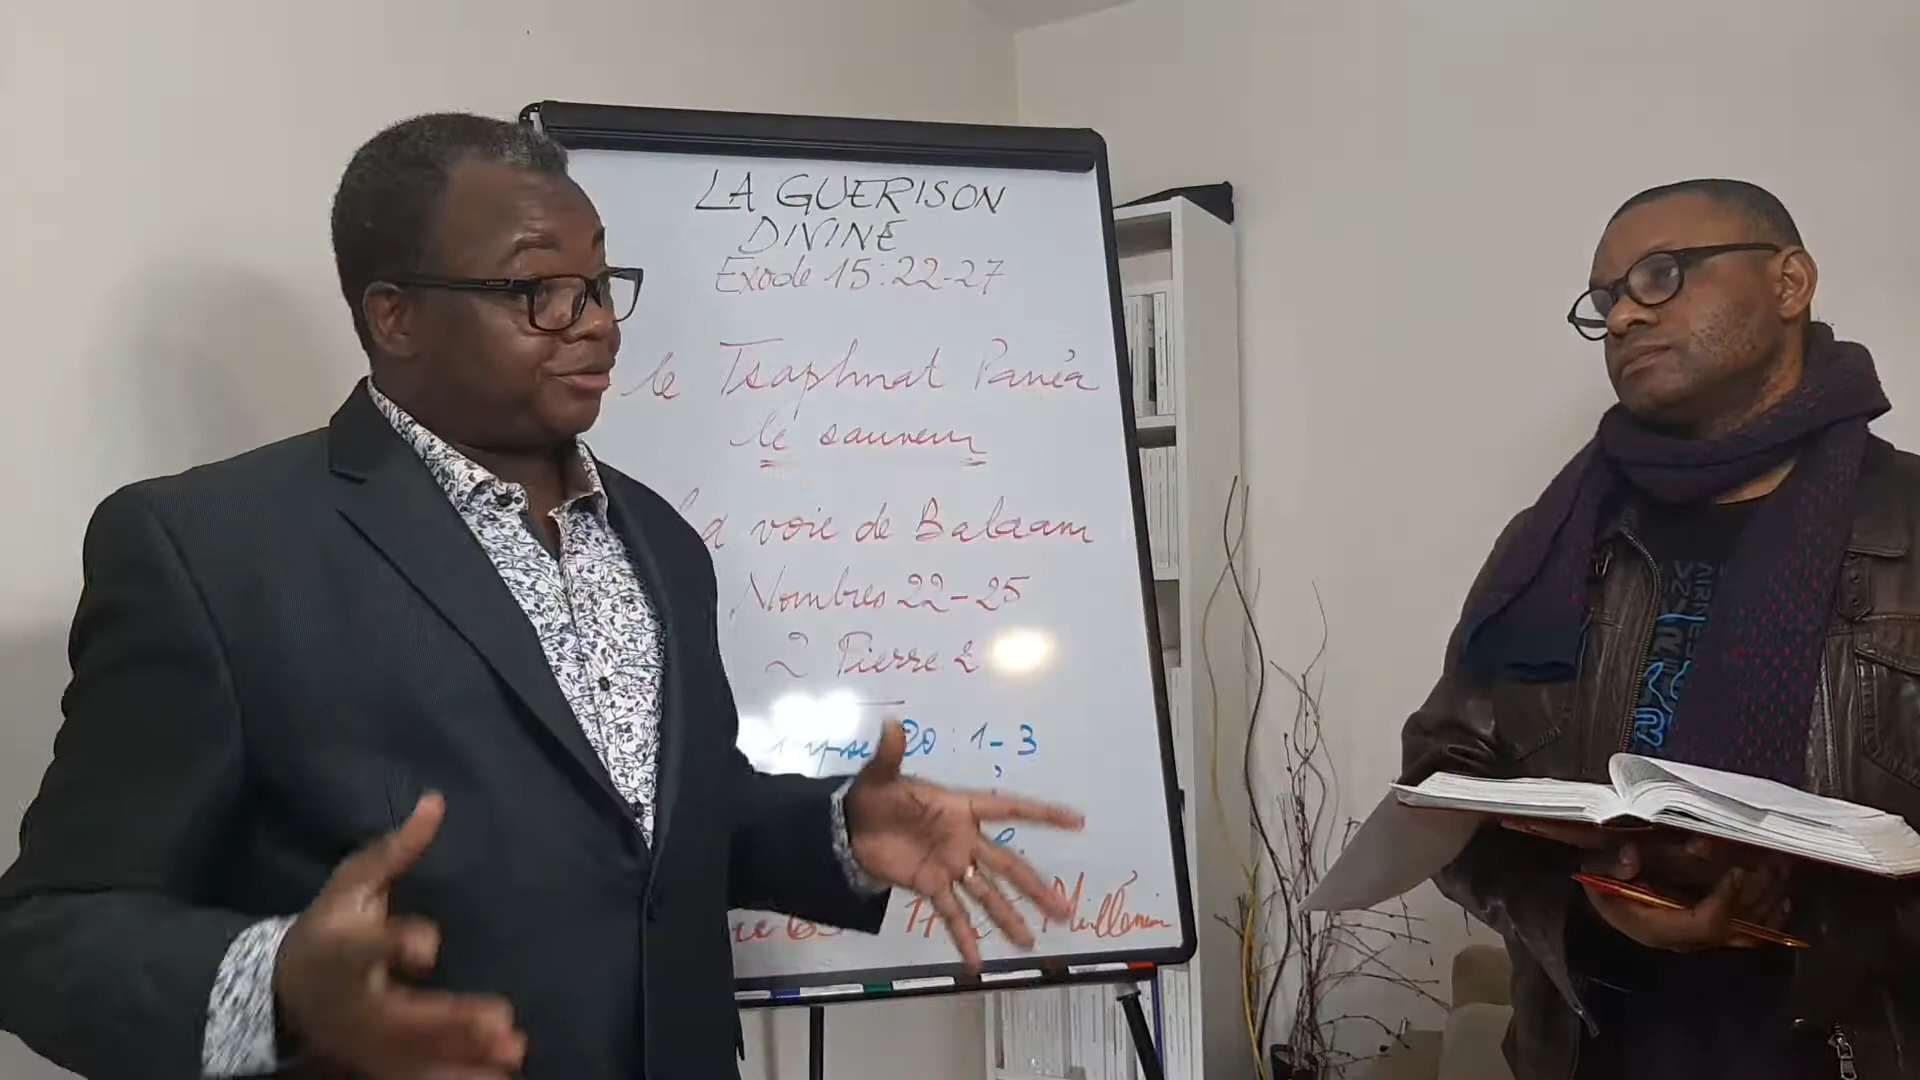 LA GUERISON
DIVINE
Exode 15:22-27
le Tsaphnat Panéa
le sauveur
la voie de Balaam
Nombres 22-25
2 Pierre 2
20 : 1-3
Millénium